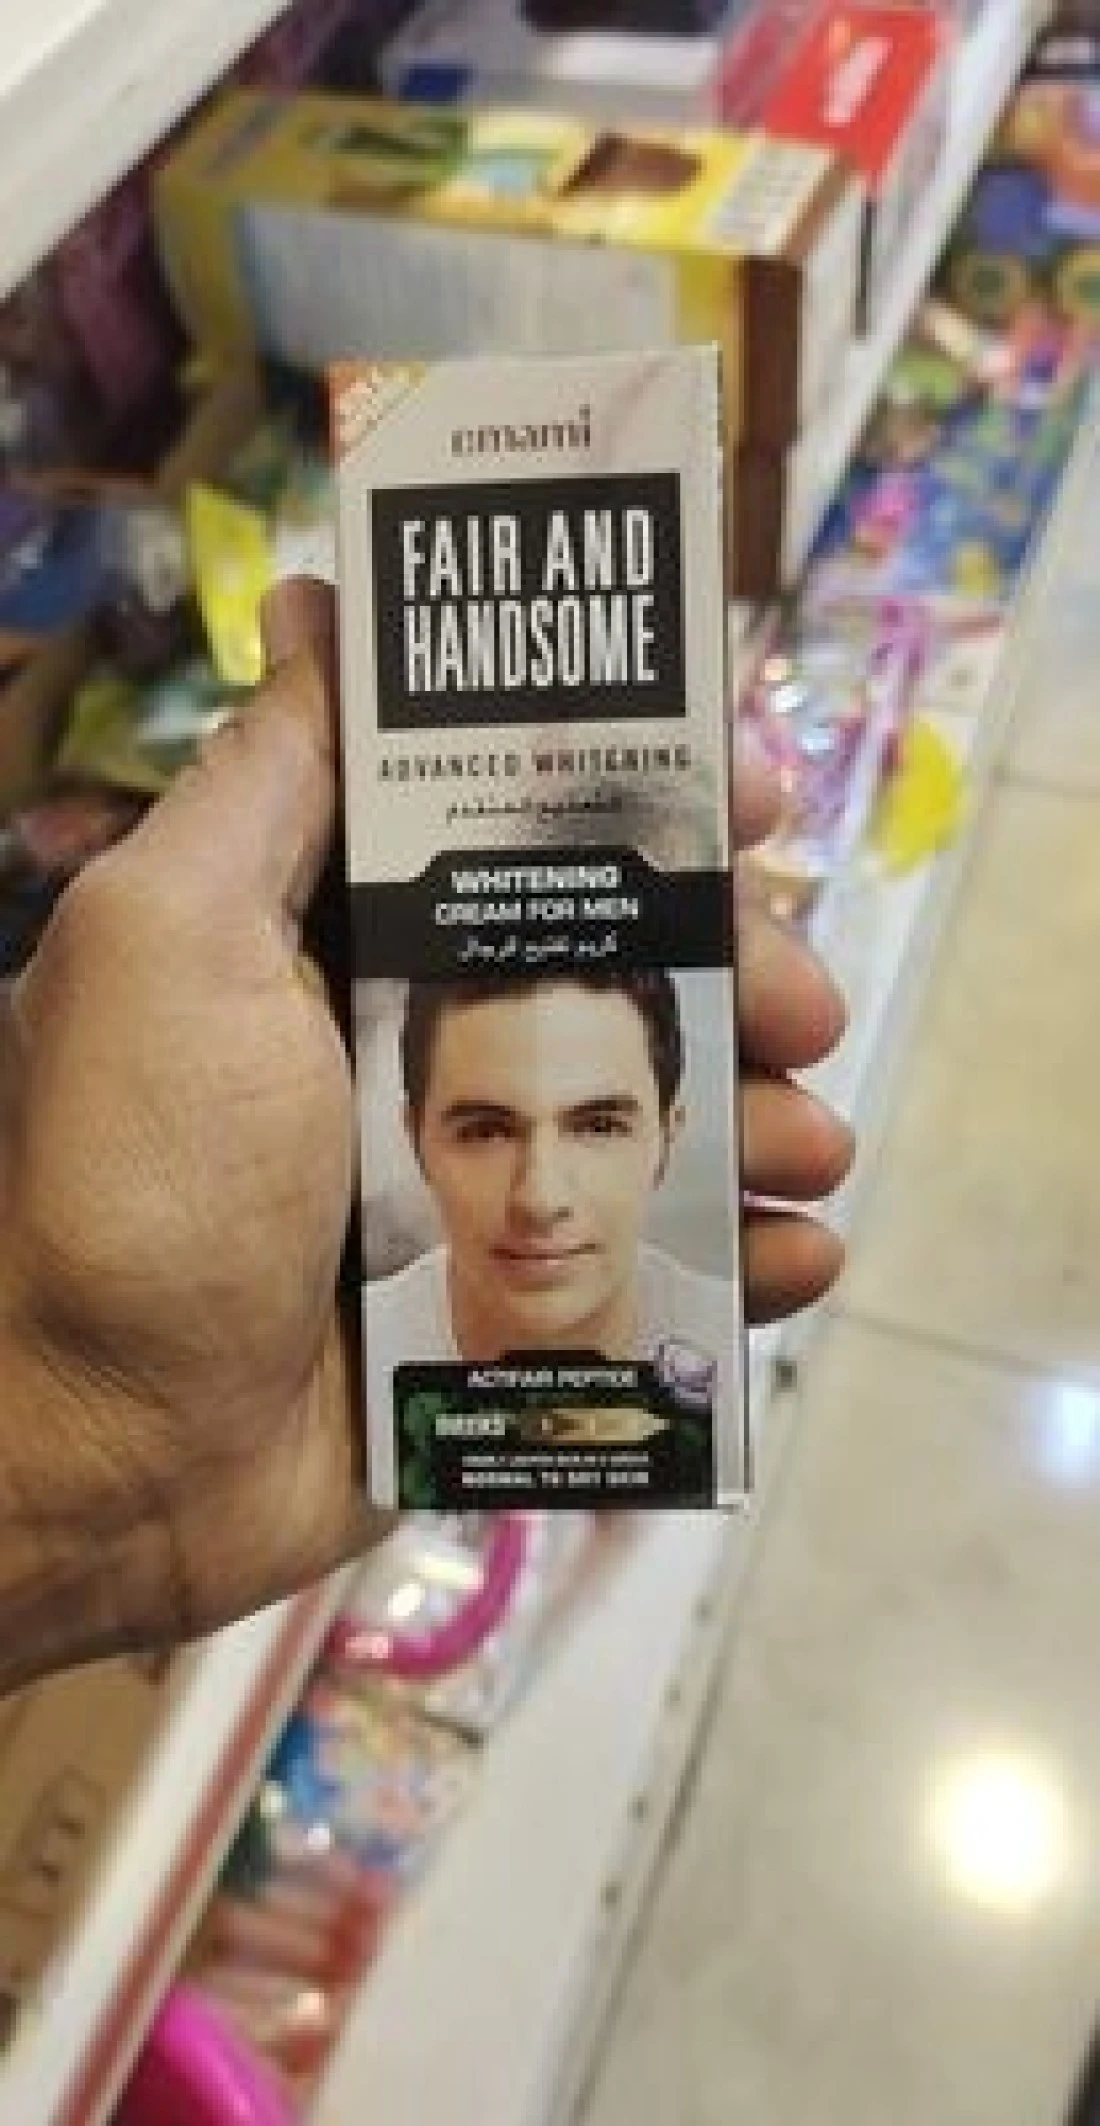 emami
FAIR AND
HANDSOME
ADVANCED WHITENING
التفتيح المتقدم
WHITENING
CREAM FOR MEN
كريم تفتيح للرجال
ACTIFAIR PEPTIDE
NORMAL TO DRY SKIN